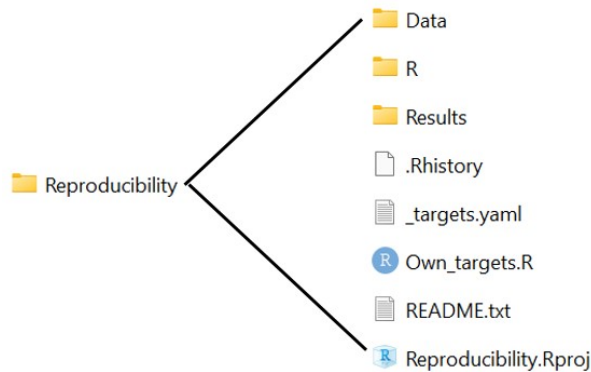 Data
R
Results
Reproducibility
.Rhistory
_targets.yaml
Own_targets.R
README.txt
Reproducibility.Rproj